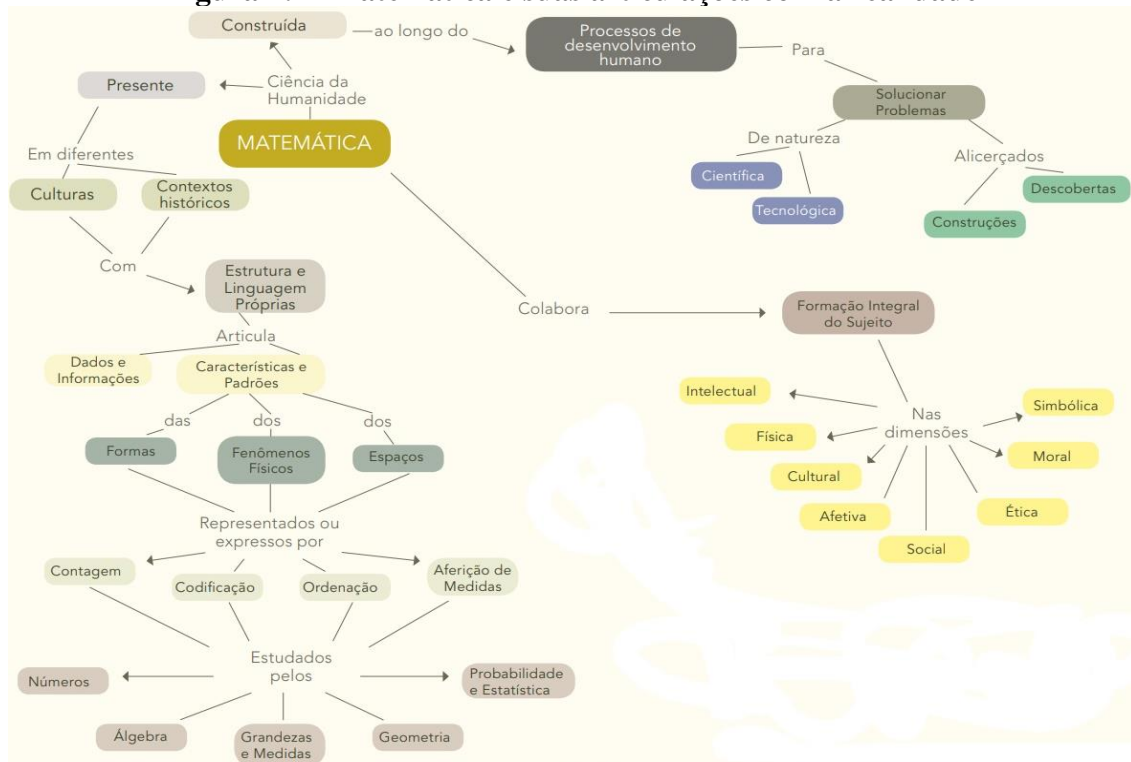 Construída
ao longo do
Processos de
desenvolvimento
humano
Para
Presente
Ciência da
Humanidade
Solucionar
Problemas
MATEMÁTICA
De natureza
Em diferentes
Alicerçados
Científica
Culturas
Contextos
históricos
Descobertas
Tecnológica
Construções
Com
Estrutura e
Linguagem
Próprias
Colabora
Formação Integral
do Sujeito
Articula
Dados e
Informações
Características e
Padrões
Intelectual
Simbólica
das
dos
dos
Nas
dimensões
Física
Formas
Fenômenos
Físicos
Espaços
Moral
Cultural
Afetiva
Ética
Representados ou
expressos por
Social
Contagem
Codificação
Ordenação
Aferição de
Medidas
Estudados
pelos
Números
Probabilidade
e Estatística
Álgebra
Grandezas
e Medidas
Geometria